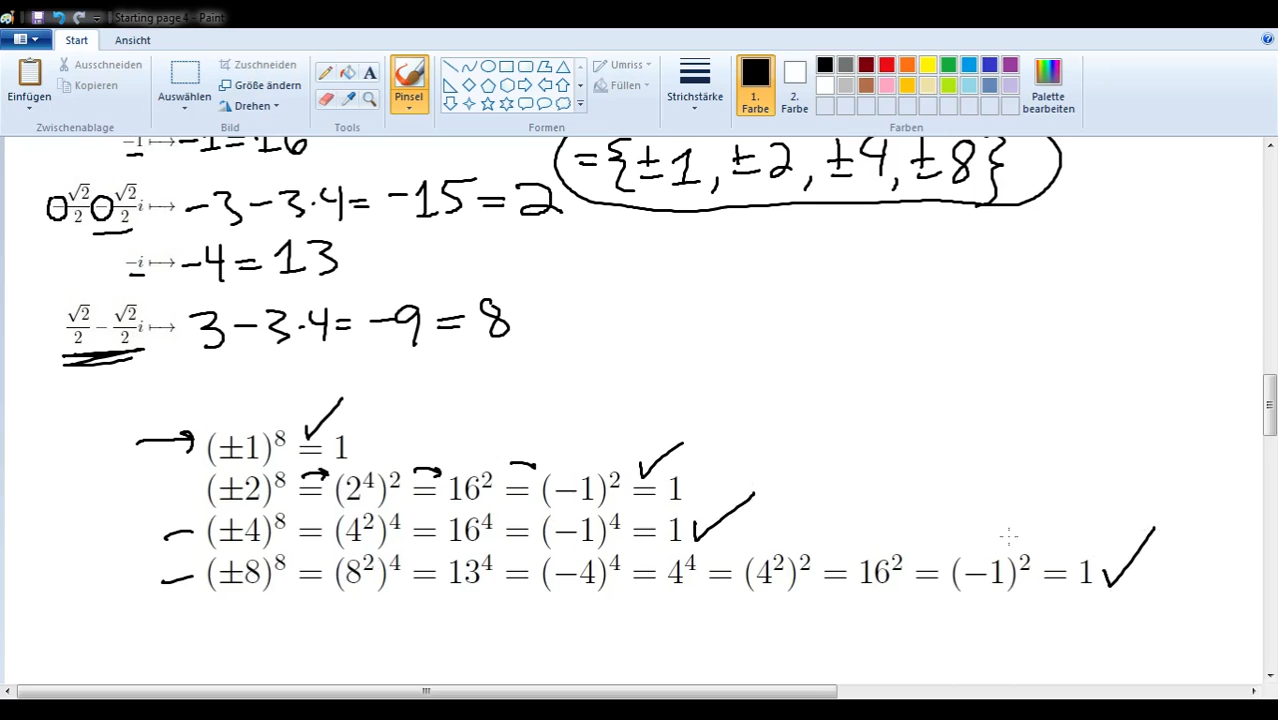 Starting page 4 - Paint
Start Ansicht
Einfügen
Ausschneiden
Kopieren
Zwischenablage
Auswählen
Zuschneiden
Größe ändern
Drehen
Bild
A
Tools
Pinsel
Formen
Umriss
Füllen
Strichstärke
1. Farbe
2. Farbe
Palette bearbeiten
Farben
-1 ⟼ -1 = 16
= {±1, ±2, ±4, ±8}
-√2/2 - √2/2 i ⟼ -3 - 3·4 = -15 = 2
-i ⟼ -4 = 13
√2/2 - √2/2 i ⟼ 3 - 3·4 = -9 = 8
(±1)⁸ = 1
(±2)⁸ = (2⁴)² = 16² = (−1)² = 1
(±4)⁸ = (4²)⁴ = 16⁴ = (−1)⁴ = 1
(±8)⁸ = (8²)⁴ = 13⁴ = (−4)⁴ = 4⁴ = (4²)² = 16² = (−1)² = 1